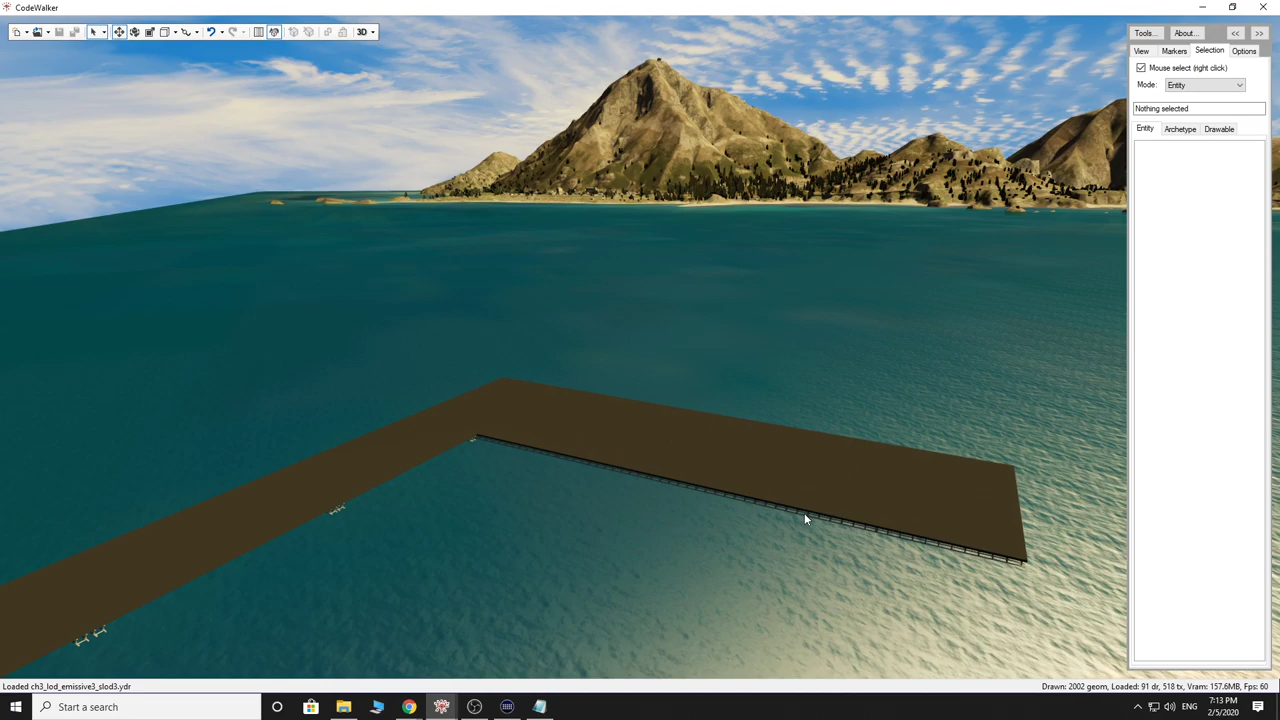 CodeWalker
3D
Tools...
About...
<<
>>
View
Markers
Selection
Options
Mouse select (right click)
Mode:
Entity
Nothing selected
Entity
Archetype
Drawable
Loaded ch3_lod_emissive3_slod3.ydr
Drawn: 2002 geom, Loaded: 91 dr, 518 tx, Vram: 157.6MB, Fps: 60
Start a search
ENG
7:13 PM
2/5/2020